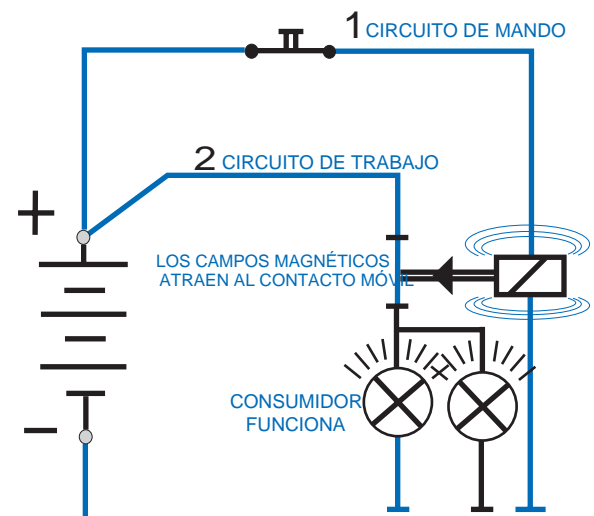 1 CIRCUITO DE MANDO
2 CIRCUITO DE TRABAJO
+
LOS CAMPOS MAGNÉTICOS
ATRAEN AL CONTACTO MÓVIL
-
CONSUMIDOR
FUNCIONA